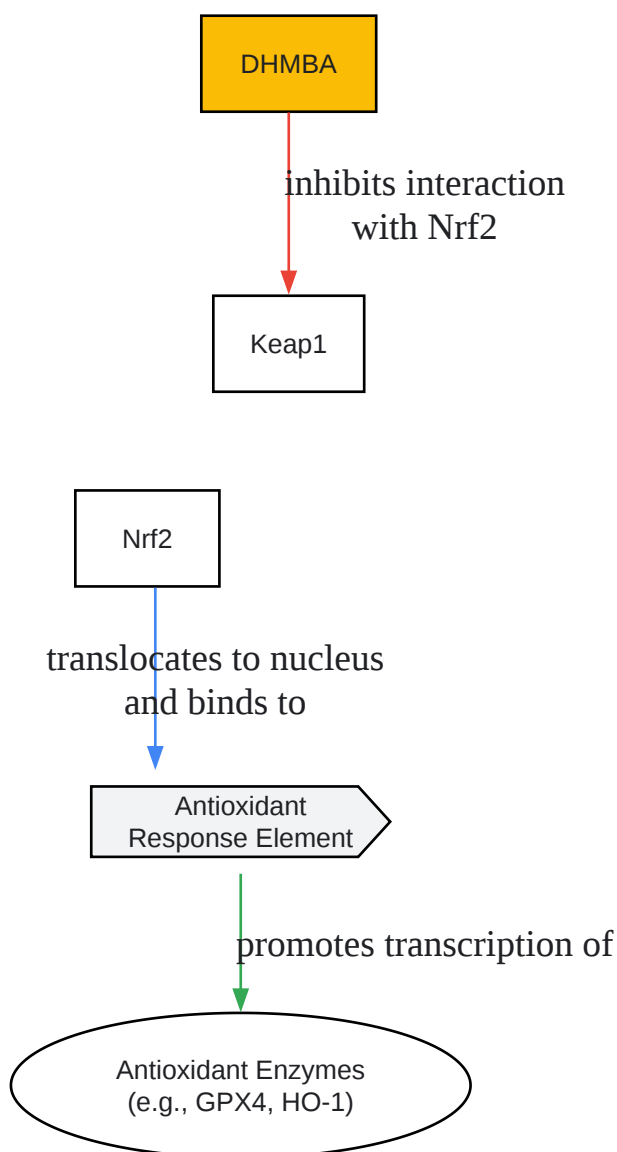 DHMBA
inhibits interaction
with Nrf2
Keap1
Nrf2
translocates to nucleus
and binds to
Antioxidant
Response Element
promotes transcription of
Antioxidant Enzymes
(e.g., GPX4, HO-1)